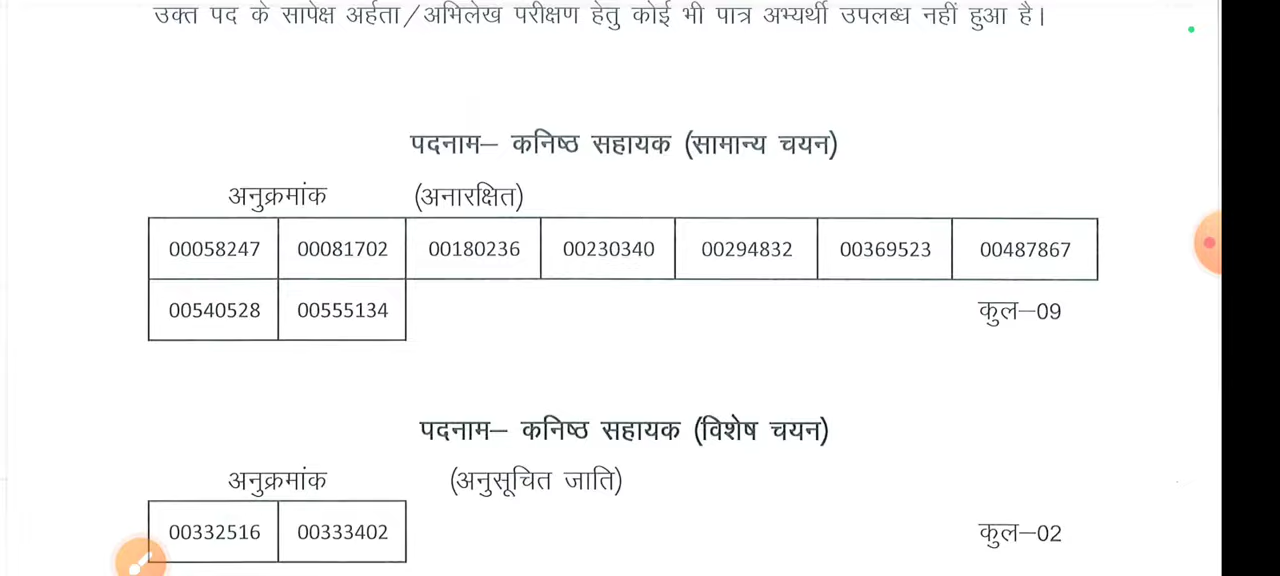 उक्त पद के सापेक्ष अर्हता/अभिलेख परीक्षण हेतु कोई भी पात्र अभ्यर्थी उपलब्ध नहीं हुआ है।
पदनाम– कनिष्ठ सहायक (सामान्य चयन)
अनुक्रमांक (अनारक्षित)
00058247 00081702 00180236 00230340 00294832 00369523 00487867
00540528 00555134 कुल–09
पदनाम– कनिष्ठ सहायक (विशेष चयन)
अनुक्रमांक (अनुसूचित जाति)
00332516 00333402 कुल–02